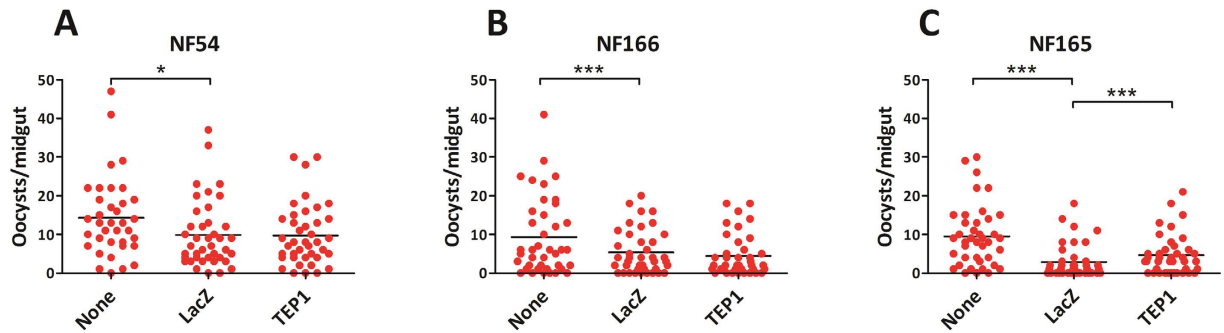 A
NF54
*
Oocysts/midgut
50
40
30
20
10
0
None
LacZ
TEP1
B
NF166
***
Oocysts/midgut
50
40
30
20
10
0
None
LacZ
TEP1
C
NF165
***
***
Oocysts/midgut
50
40
30
20
10
0
None
LacZ
TEP1